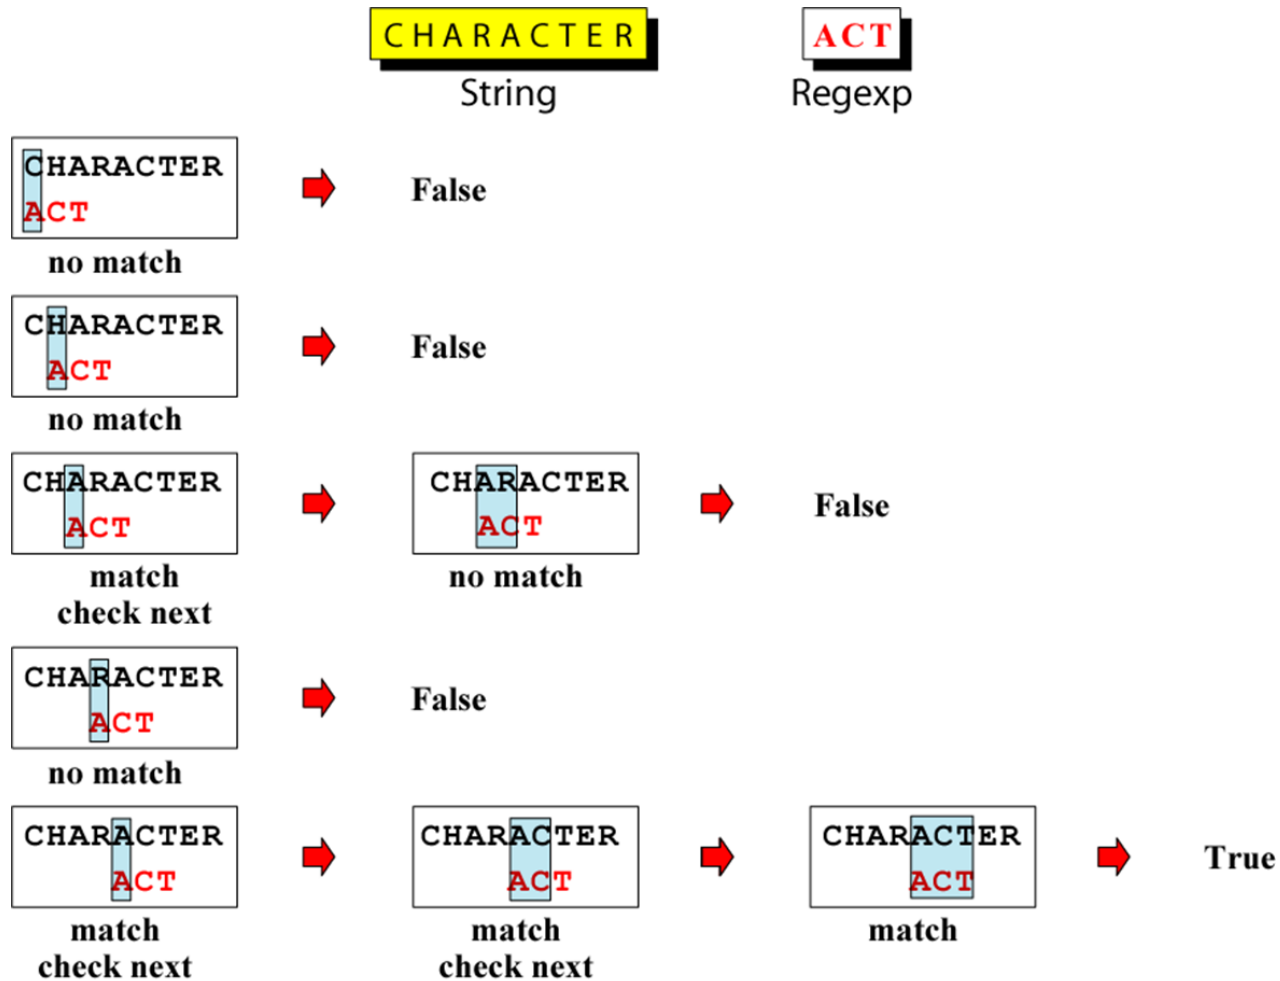 CHARACTER ACT
String Regexp
CHARACTER
ACT
False
no match
CHARACTER
ACT
False
no match
CHARACTER
ACT
match
check next
CHARACTER
ACT
no match
False
CHARACTER
ACT
False
no match
CHARACTER
ACT
match
check next
CHARACTER
ACT
match
check next
CHARACTER
ACT
match
True